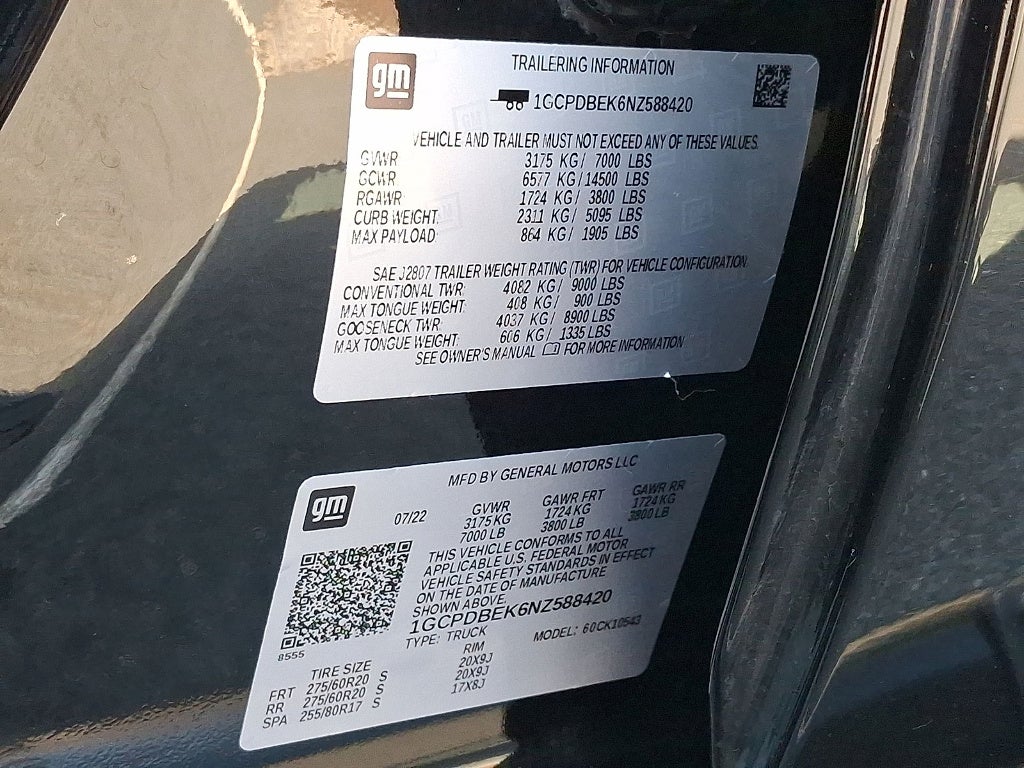 gm
TRAILERING INFORMATION
1GCPDBEK6NZ588420
VEHICLE AND TRAILER MUST NOT EXCEED ANY OF THESE VALUES.
GVWR 3175 KG/ 7000 LBS
GCWR 6577 KG/14500 LBS
RGAWR 1724 KG/ 3800 LBS
CURB WEIGHT: 2311 KG/ 5095 LBS
MAX PAYLOAD: 864 KG/ 1905 LBS
SAE J2807 TRAILER WEIGHT RATING (TWR) FOR VEHICLE CONFIGURATION.
CONVENTIONAL TWR: 4082 KG/ 9000 LBS
MAX TONGUE WEIGHT: 408 KG/ 900 LBS
GOOSENECK TWR: 4037 KG/ 8900 LBS
MAX TONGUE WEIGHT: 606 KG/ 1335 LBS
SEE OWNER'S MANUAL FOR MORE INFORMATION
gm
MFD BY GENERAL MOTORS LLC
07/22
GVWR GAWR FRT GAWR RR
3175 KG 1724 KG 1724 KG
7000 LB 3800 LB 3800 LB
THIS VEHICLE CONFORMS TO ALL
APPLICABLE U.S. FEDERAL MOTOR
VEHICLE SAFETY STANDARDS IN EFFECT
ON THE DATE OF MANUFACTURE
SHOWN ABOVE.
1GCPDBEK6NZ588420
TYPE: TRUCK MODEL: 60CK10543
8555
TIRE SIZE RIM
FRT 275/60R20 S 20X9J
RR 275/60R20 S 20X9J
SPA 255/80R17 S 17X8J